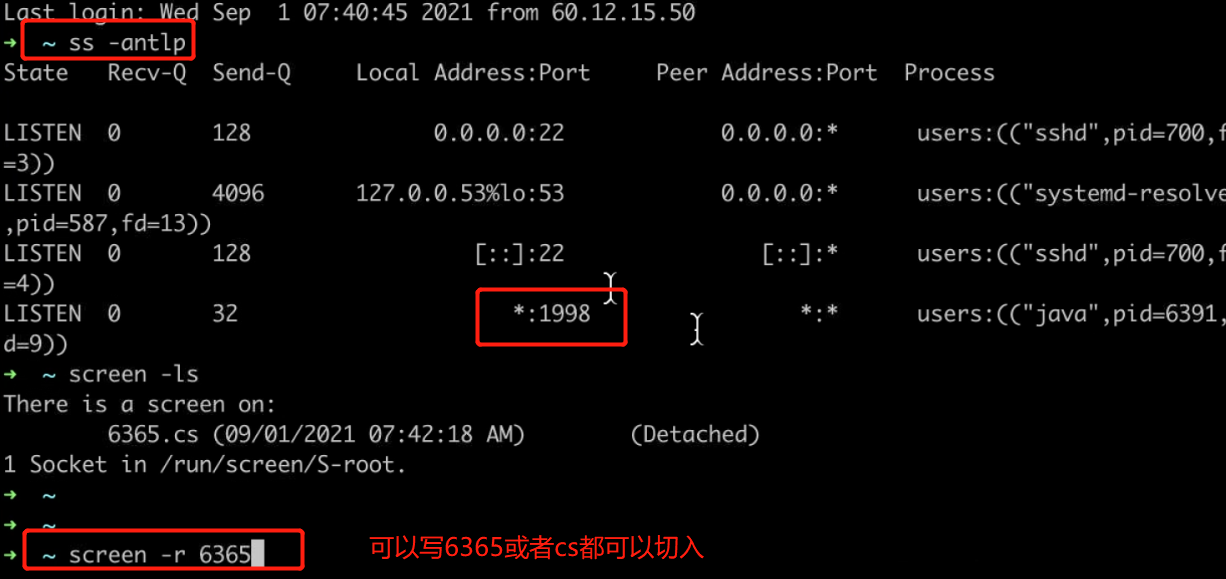 Last login: Wed Sep  1 07:40:45 2021 from 60.12.15.50
➜  ~ ss -antlp
State   Recv-Q  Send-Q     Local Address:Port     Peer Address:Port  Process
LISTEN  0       128              0.0.0.0:22            0.0.0.0:*      users:(("sshd",pid=700,f
=3))
LISTEN  0       4096       127.0.0.53%lo:53            0.0.0.0:*      users:(("systemd-resolve
,pid=587,fd=13))
LISTEN  0       128                 [::]:22               [::]:*      users:(("sshd",pid=700,f
=4))
LISTEN  0       32                     *:1998                *:*      users:(("java",pid=6391,
d=9))
➜  ~ screen -ls
There is a screen on:
        6365.cs (09/01/2021 07:42:18 AM)        (Detached)
1 Socket in /run/screen/S-root.
➜  ~
➜  ~
➜  ~ screen -r 6365 可以写6365或者cs都可以切入